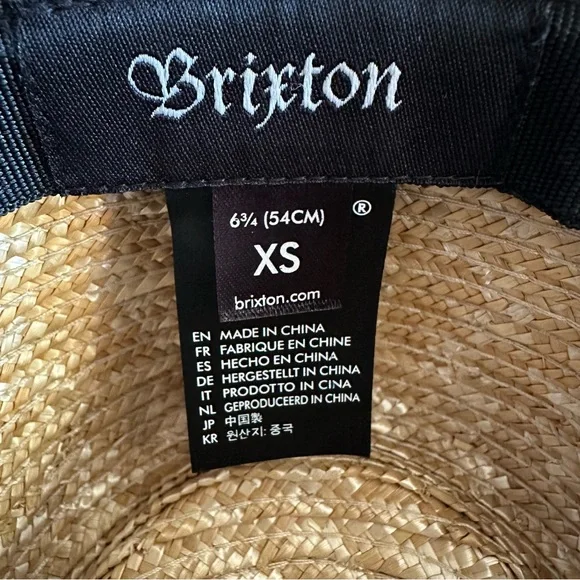 Brixton
6¾ (54CM) ®
XS
brixton.com
EN MADE IN CHINA
FR FABRIQUE EN CHINE
ES HECHO EN CHINA
DE HERGESTELLT IN CHINA
IT PRODOTTO IN CINA
NL GEPRODUCEERD IN CHINA
JP 中国製
KR 원산지: 중국